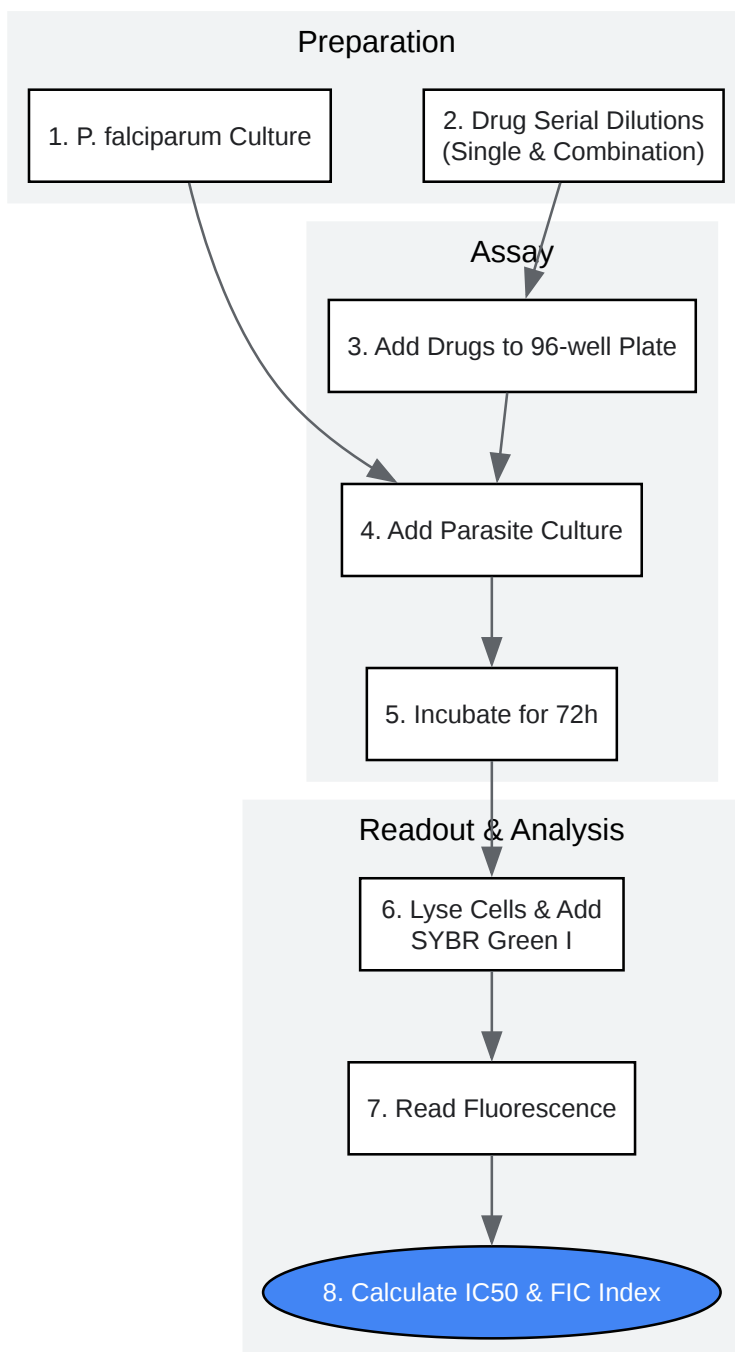 Preparation
1. P. falciparum Culture
2. Drug Serial Dilutions
(Single & Combination)
Assay
3. Add Drugs to 96-well Plate
4. Add Parasite Culture
5. Incubate for 72h
Readout & Analysis
6. Lyse Cells & Add
SYBR Green I
7. Read Fluorescence
8. Calculate IC50 & FIC Index